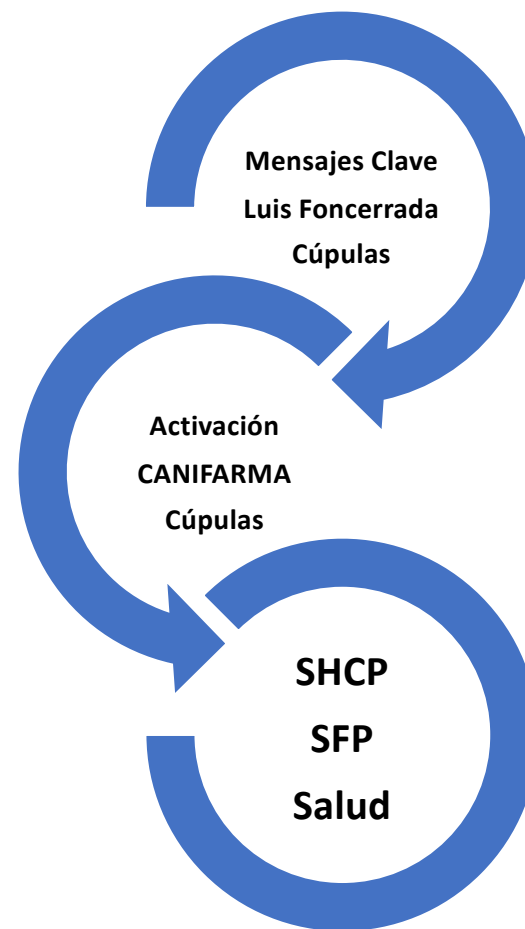 Mensajes Clave
Luis Foncerrada
Cúpulas
Activación
CANIFARMA
Cúpulas
SHCP
SFP
Salud